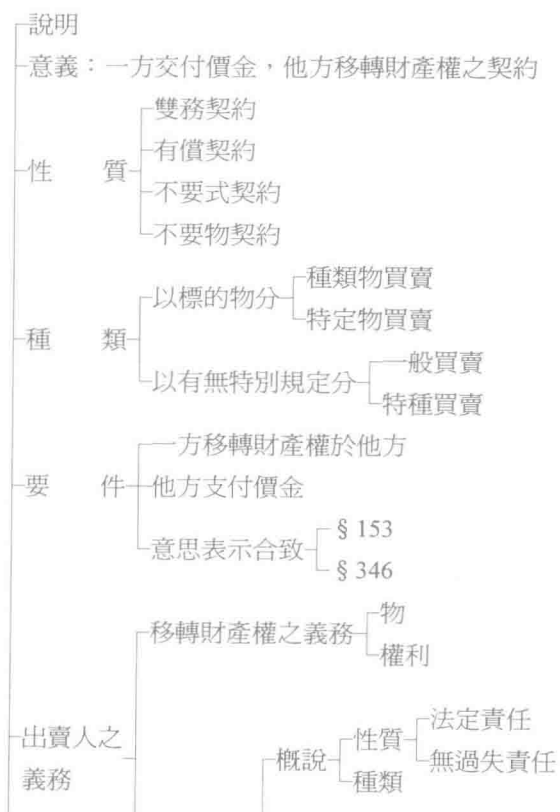 說明
意義：一方交付價金，他方移轉財產權之契約
雙務契約
有償契約
性 質
不要式契約
不要物契約
種類物買賣
以標的物分
特定物買賣
種 類
一般買賣
以有無特別規定分
特種買賣
一方移轉財產權於他方
要 件
他方支付價金
§ 153
意思表示合致
§ 346
物
移轉財產權之義務
權利
法定責任
出賣人之
性質
概說
無過失責任
義務
種類